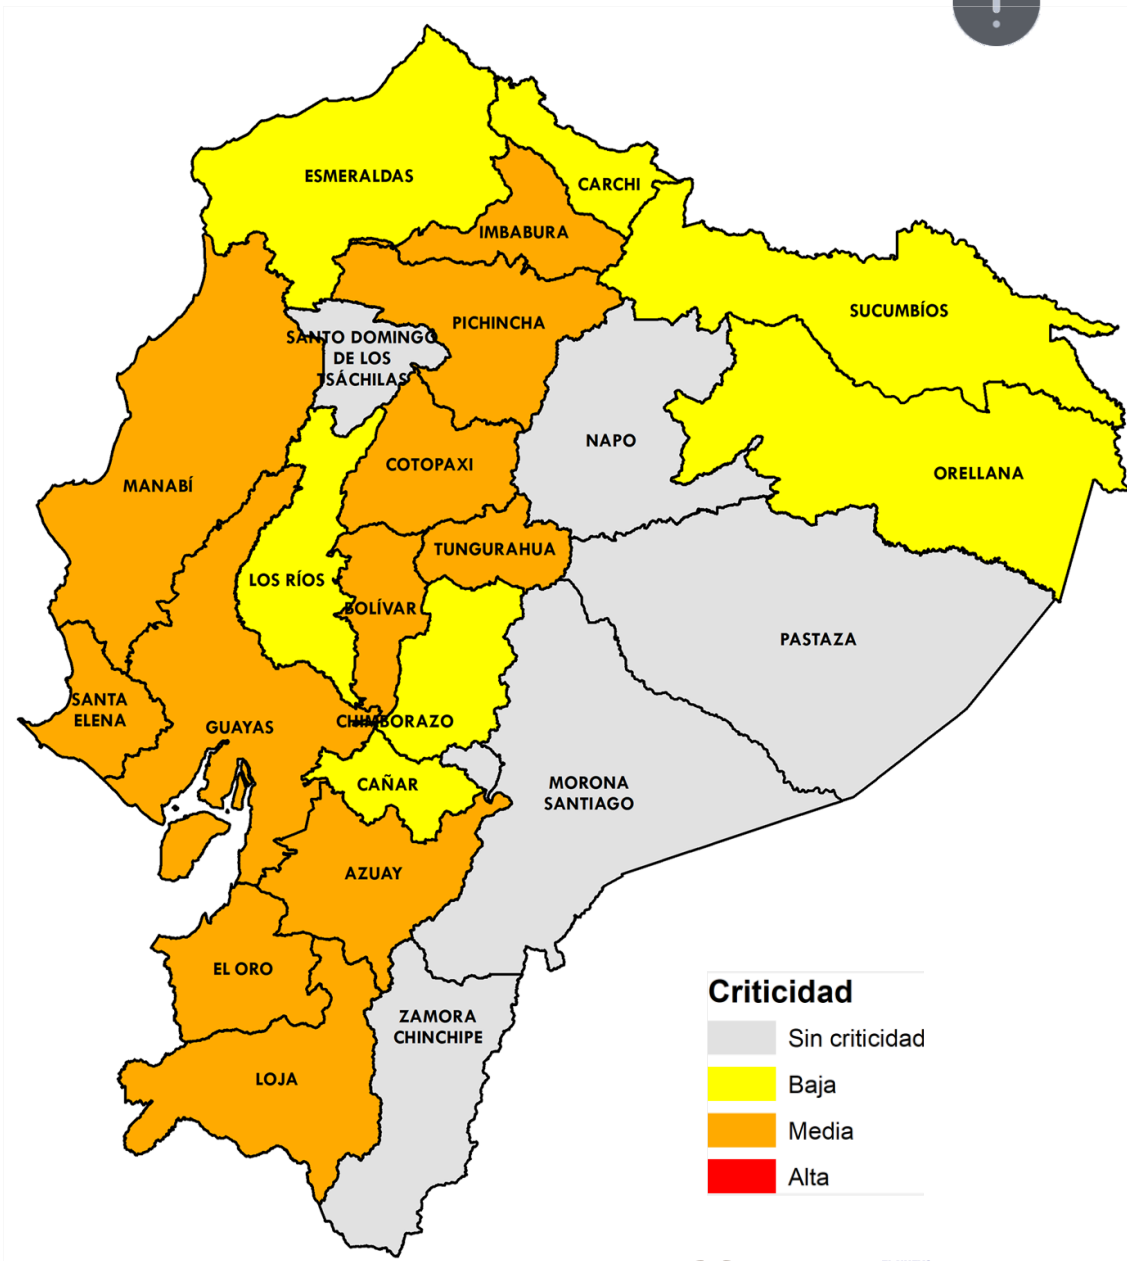 ESMERALDAS
CARCHI
IMBABURA
SUCUMBÍOS
PICHINCHA
SANTO DOMINGO
DE LOS
TSÁCHILAS
NAPO
COTOPAXI
ORELLANA
MANABÍ
TUNGURAHUA
LOS RÍOS
BOLÍVAR
PASTAZA
SANTA
ELENA
GUAYAS
CHIMBORAZO
CAÑAR
MORONA
SANTIAGO
AZUAY
EL ORO
ZAMORA
CHINCHIPE
LOJA
Criticidad
Sin criticidad
Baja
Media
Alta